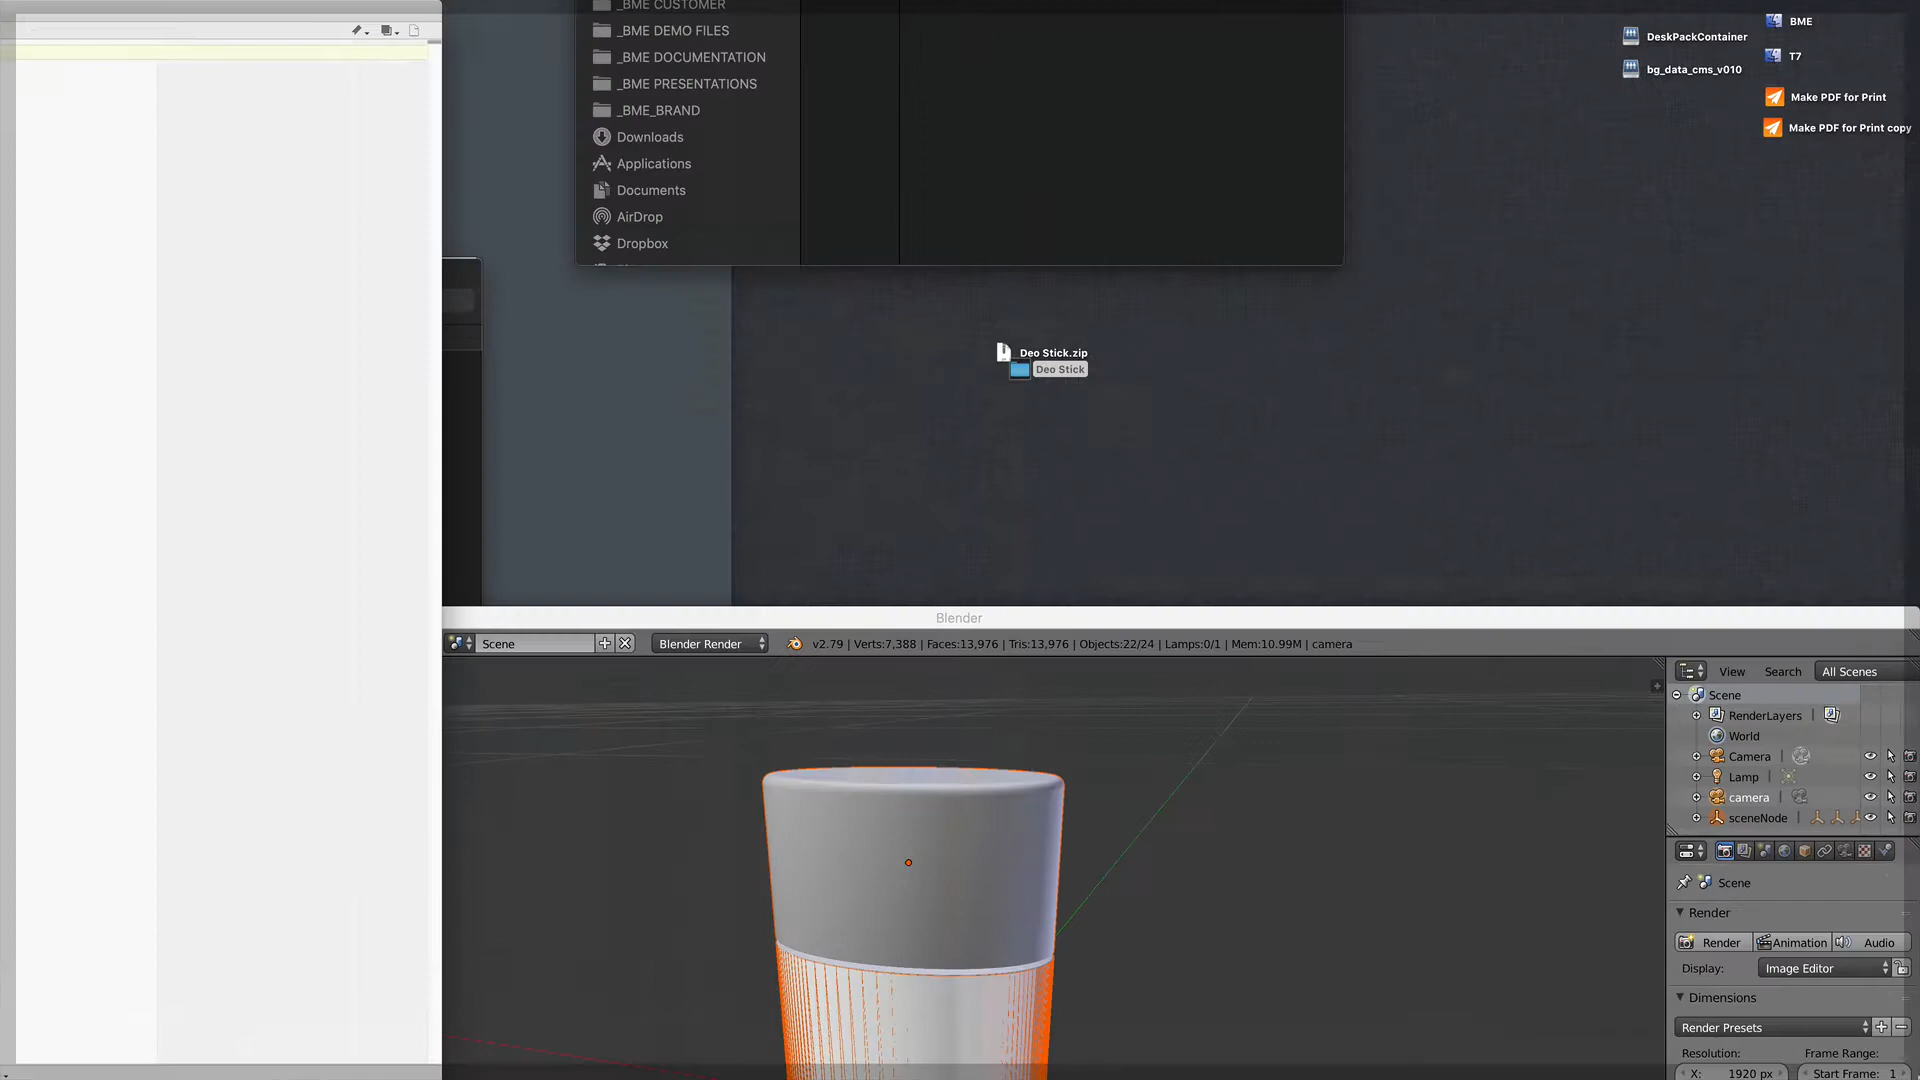 _BME CUSTOMER
_BME DEMO FILES
_BME DOCUMENTATION
_BME PRESENTATIONS
_BME_BRAND
Downloads
Applications
Documents
AirDrop
Dropbox
DeskPackContainer
bg_data_cms_v010
BME
T7
Make PDF for Print
Make PDF for Print copy
Deo Stick.zip
Deo Stick
Blender
Scene
Blender Render
v2.79 | Verts:7,388 | Faces:13,976 | Tris:13,976 | Objects:22/24 | Lamps:0/1 | Mem:10.99M | camera
View Search All Scenes
Scene
RenderLayers |
World
Camera |
Lamp |
camera |
sceneNode |
Scene
Render
Render Animation Audio
Display: Image Editor
Dimensions
Render Presets
Resolution: Frame Range:
X: 1920 px Start Frame: 1